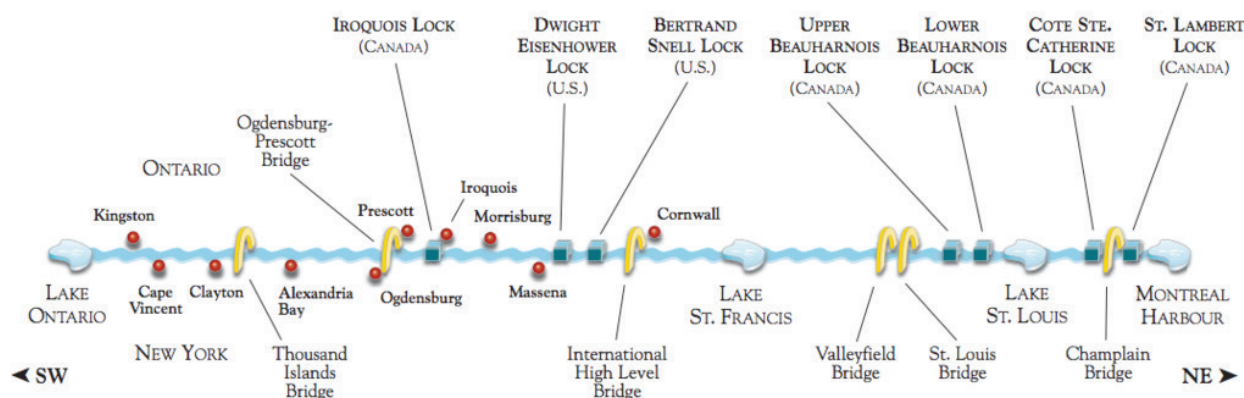 IROQUOIS LOCK
(CANADA)
DWIGHT
EISENHOWER
LOCK
(U.S.)
BERTRAND
SNELL LOCK
(U.S.)
UPPER
BEAUHARNOIS
LOCK
(CANADA)
LOWER
BEAUHARNOIS
LOCK
(CANADA)
COTE STE.
CATHERINE
LOCK
(CANADA)
ST. LAMBERT
LOCK
(CANADA)
Ogdensburg-
Prescott
Bridge
ONTARIO
Kingston
Prescott
Iroquois
Morrisburg
Cornwall
LAKE
ONTARIO
Cape
Vincent
Clayton
Alexandria
Bay
Ogdensburg
Massena
LAKE
ST. FRANCIS
LAKE
ST. LOUIS
MONTREAL
HARBOUR
NEW YORK
Thousand
Islands
Bridge
International
High Level
Bridge
Valleyfield
Bridge
St. Louis
Bridge
Champlain
Bridge
SW
NE